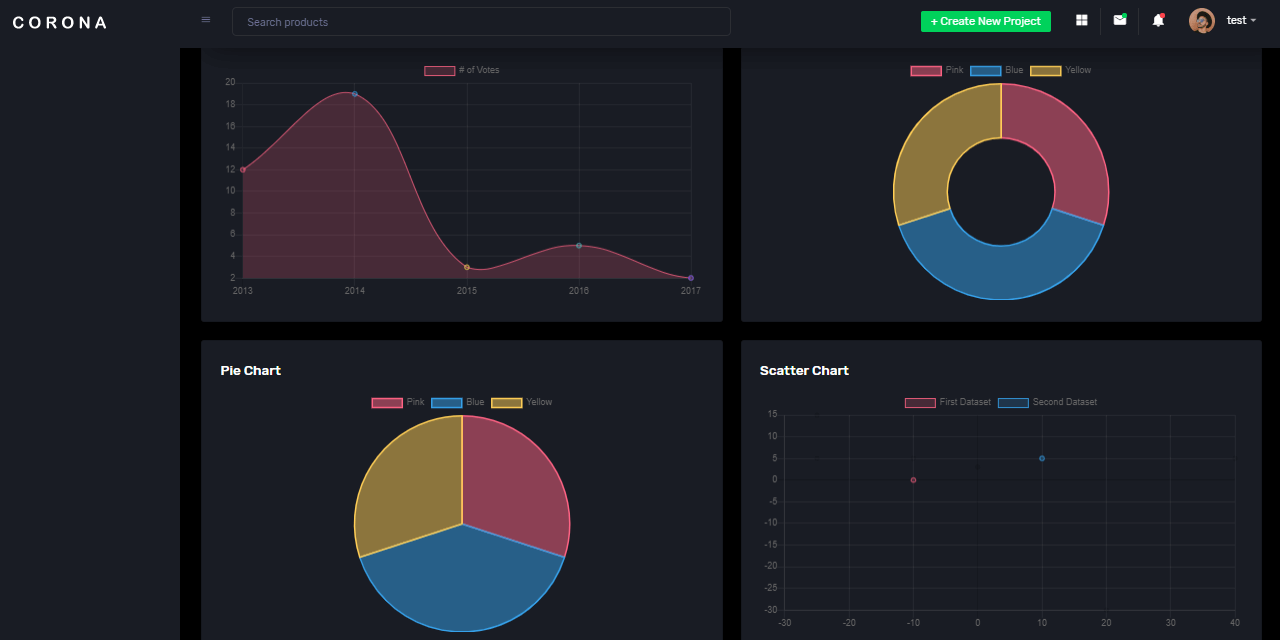 CORONA
Search products
+ Create New Project
test
# of Votes
20
18
16
14
12
10
8
6
4
2
2013 2014 2015 2016 2017
Pink Blue Yellow
Pie Chart
Pink Blue Yellow
Scatter Chart
First Dataset Second Dataset
15
10
5
0
-5
-10
-15
-20
-25
-30
-30 -20 -10 0 10 20 30 40